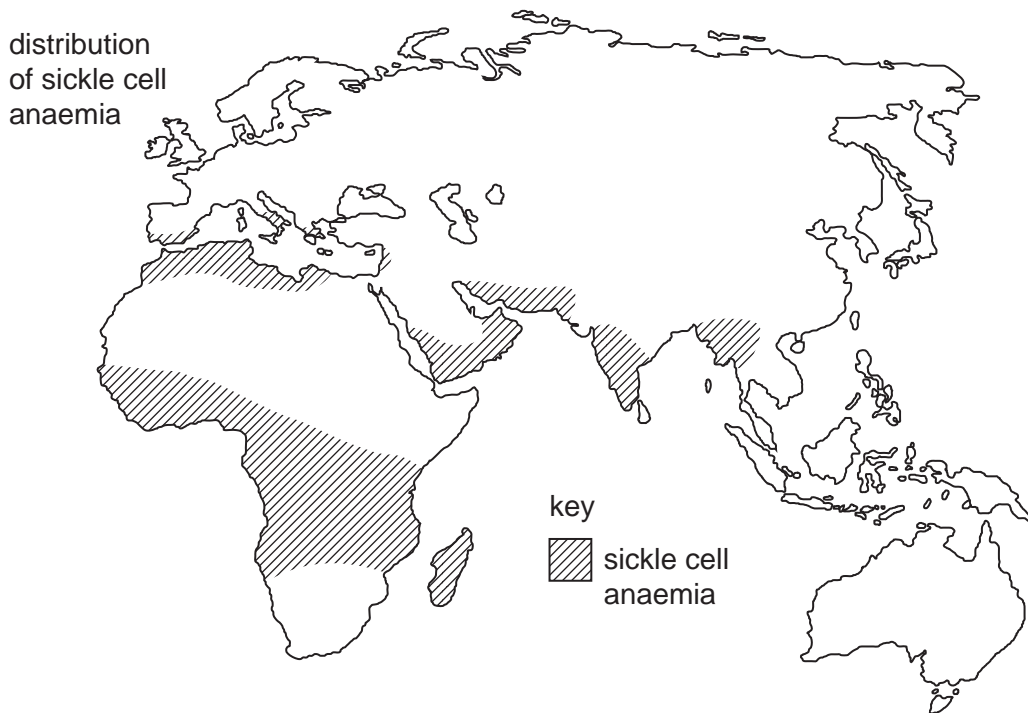 distribution
of sickle cell
anaemia
key
sickle cell
anaemia